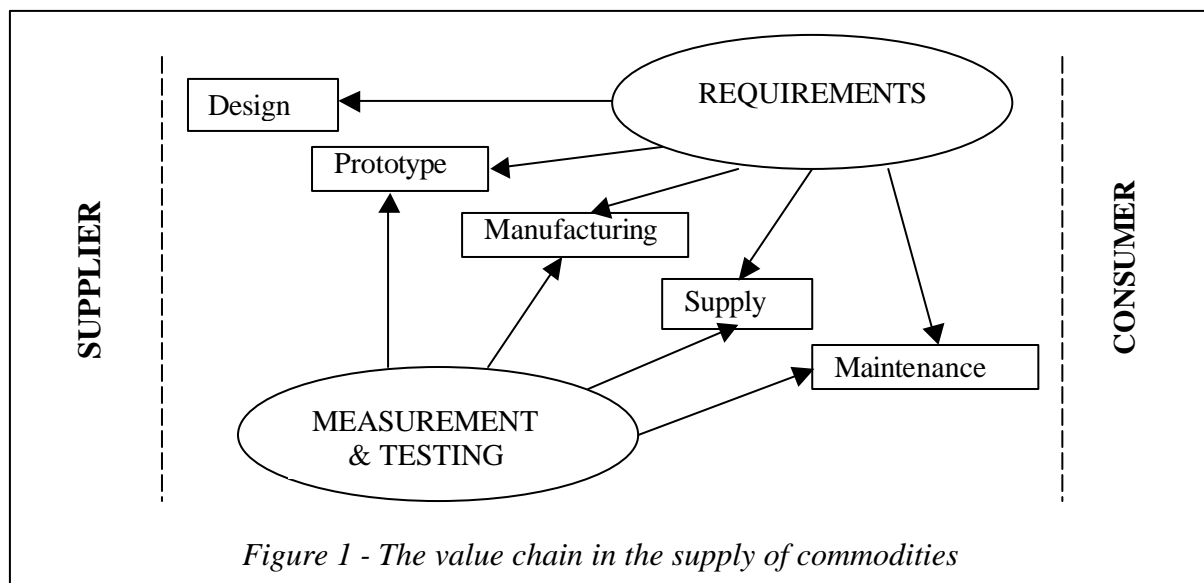 REQUIREMENTS
Design
Prototype
Manufacturing
Supply
Maintenance
SUPPLIER
CONSUMER
MEASUREMENT
& TESTING
Figure 1 - The value chain in the supply of commodities